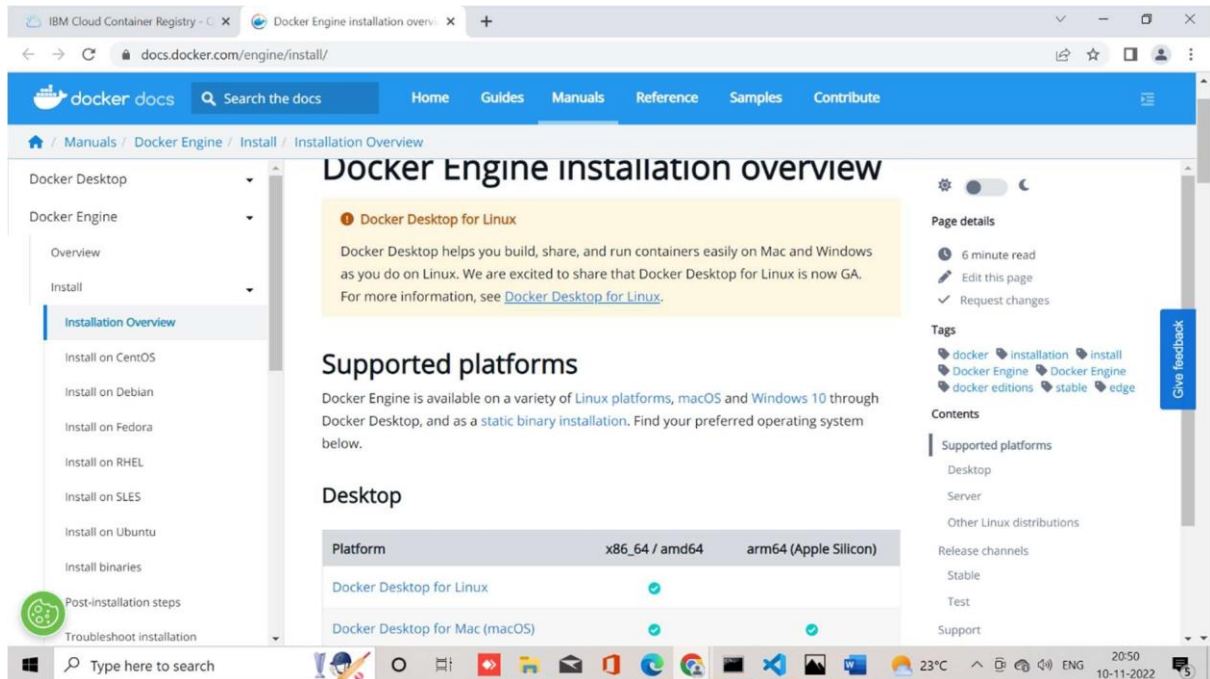 IBM Cloud Container Registry - C
Docker Engine installation overvi
docs.docker.com/engine/install/
docker docs
Search the docs
Home Guides Manuals Reference Samples Contribute
/ Manuals / Docker Engine / Install / Installation Overview
Docker Desktop
Docker Engine
Overview
Install
Installation Overview
Install on CentOS
Install on Debian
Install on Fedora
Install on RHEL
Install on SLES
Install on Ubuntu
Install binaries
Post-installation steps
Troubleshoot installation
Docker Engine installation overview
Docker Desktop for Linux
Docker Desktop helps you build, share, and run containers easily on Mac and Windows
as you do on Linux. We are excited to share that Docker Desktop for Linux is now GA.
For more information, see Docker Desktop for Linux.
Supported platforms
Docker Engine is available on a variety of Linux platforms, macOS and Windows 10 through
Docker Desktop, and as a static binary installation. Find your preferred operating system
below.
Desktop
Platform x86_64 / amd64 arm64 (Apple Silicon)
Docker Desktop for Linux
Docker Desktop for Mac (macOS)
Page details
6 minute read
Edit this page
Request changes
Tags
docker installation install
Docker Engine Docker Engine
docker editions stable edge
Contents
Supported platforms
Desktop
Server
Other Linux distributions
Release channels
Stable
Test
Support
Give feedback
Type here to search
23°C
ENG
20:50
10-11-2022
5